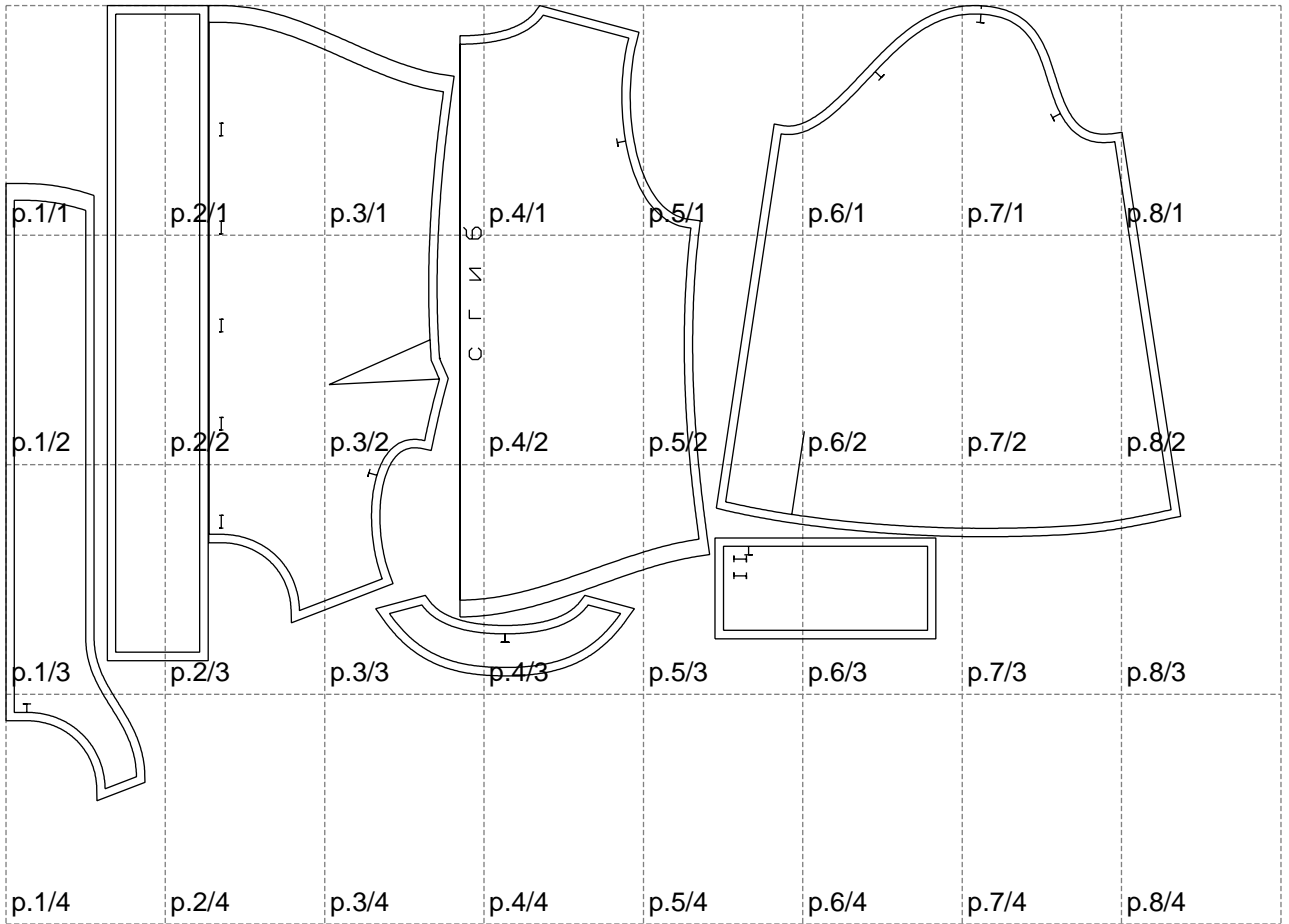 p.1/1 p.2/1 p.3/1 p.4/1 p.5/1 p.6/1 p.7/1 p.8/1
СГИБ
p.1/2 p.2/2 p.3/2 p.4/2 p.5/2 p.6/2 p.7/2 p.8/2
p.1/3 p.2/3 p.3/3 p.4/3 p.5/3 p.6/3 p.7/3 p.8/3
p.1/4 p.2/4 p.3/4 p.4/4 p.5/4 p.6/4 p.7/4 p.8/4